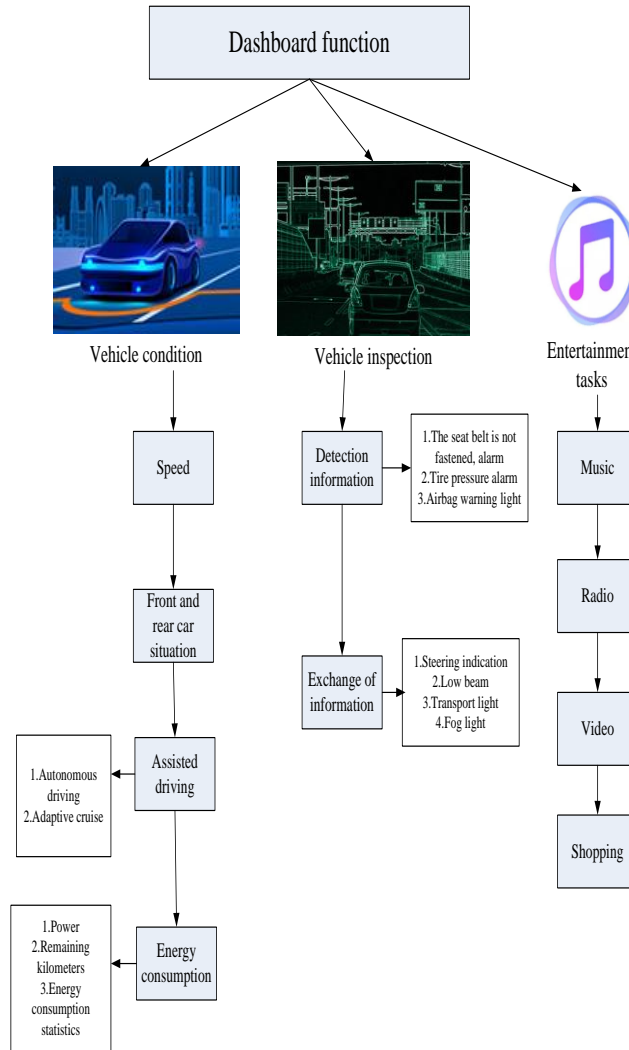 Dashboard function
Vehicle condition
Vehicle inspection
Entertainmen
tasks
Speed
Detection
information
1.The seat belt is not
fastened, alarm
2.Tire pressure alarm
3.Airbag warning light
Music
Front and
rear car
situation
Radio
Exchange of
information
1.Steering indication
2.Low beam
3.Transport light
4.Fog light
1.Autonomous
driving
2.Adaptive cruise
Assisted
driving
Video
Shopping
1.Power
2.Remaining
kilometers
3.Energy
consumption
statistics
Energy
consumption